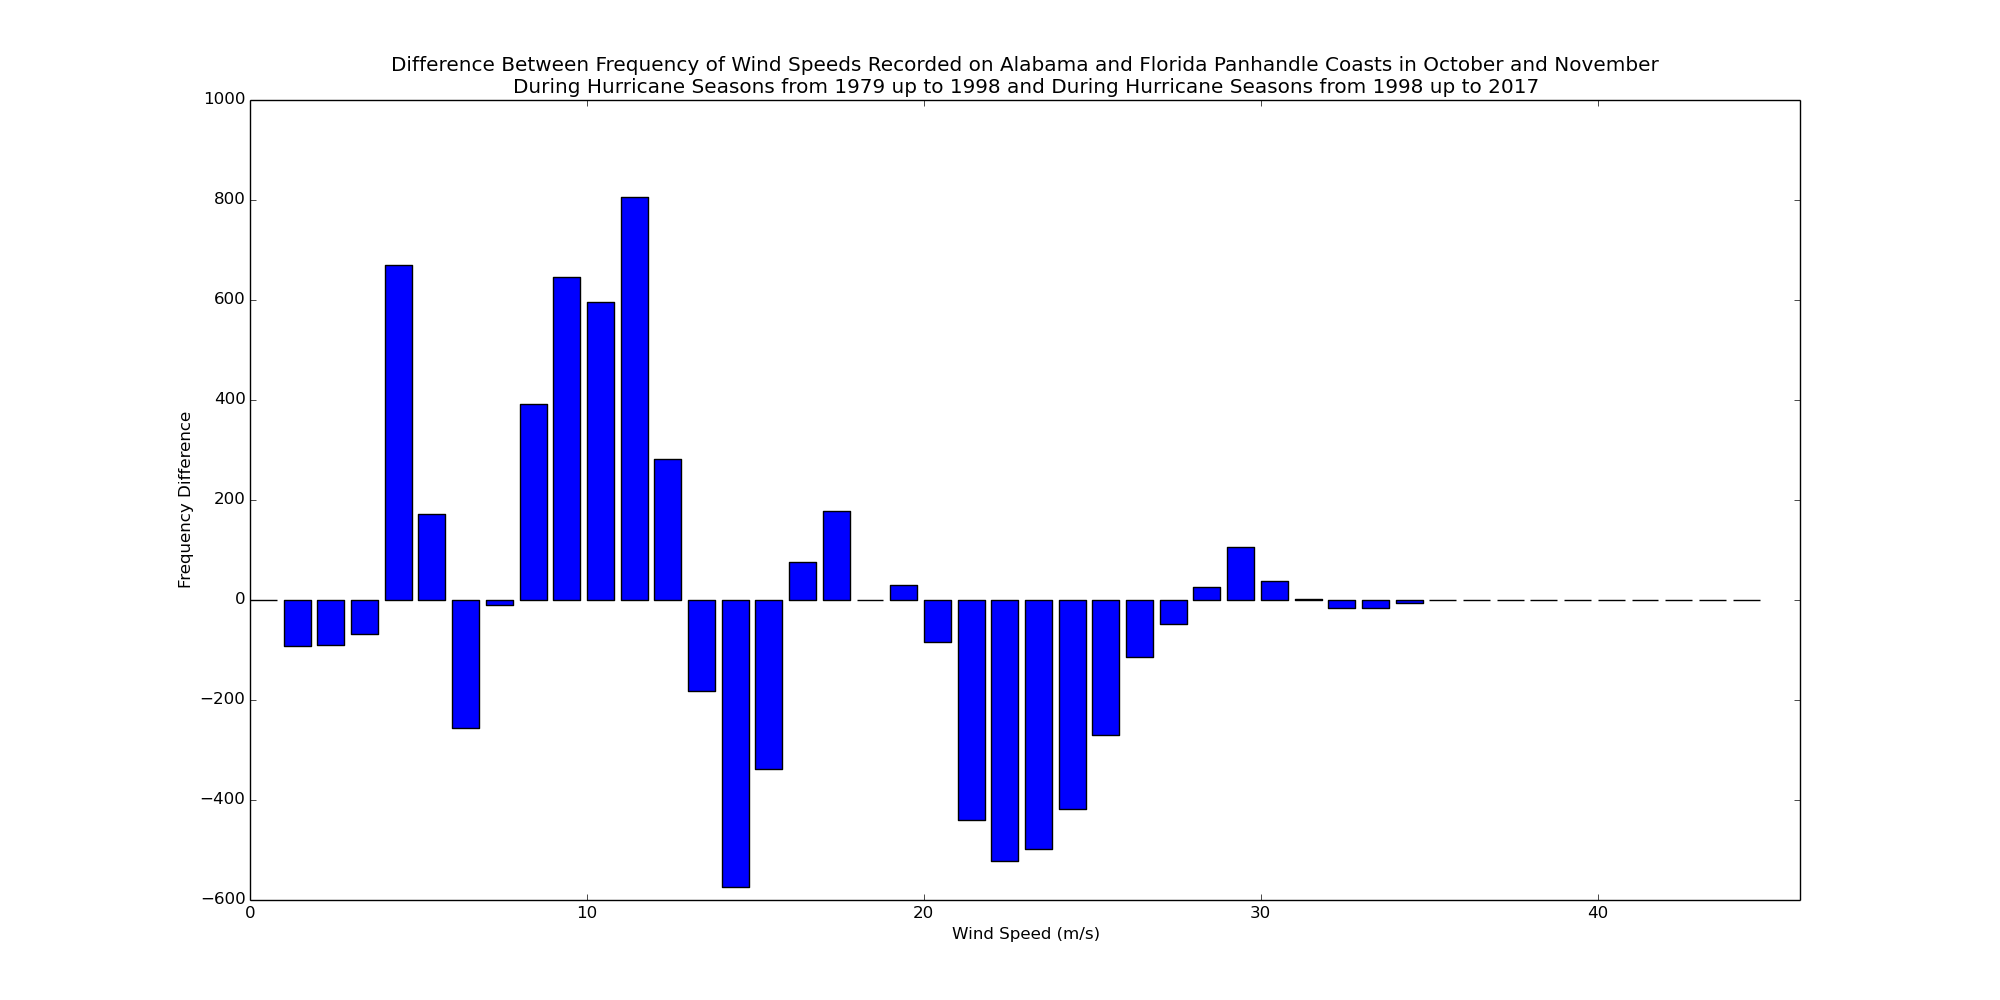 Difference Between Frequency of Wind Speeds Recorded on Alabama and Florida Panhandle Coasts in October and November
During Hurricane Seasons from 1979 up to 1998 and During Hurricane Seasons from 1998 up to 2017
1000
800
600
400
200
0
−200
−400
−600
Frequency Difference
0 10 20 30 40
Wind Speed (m/s)